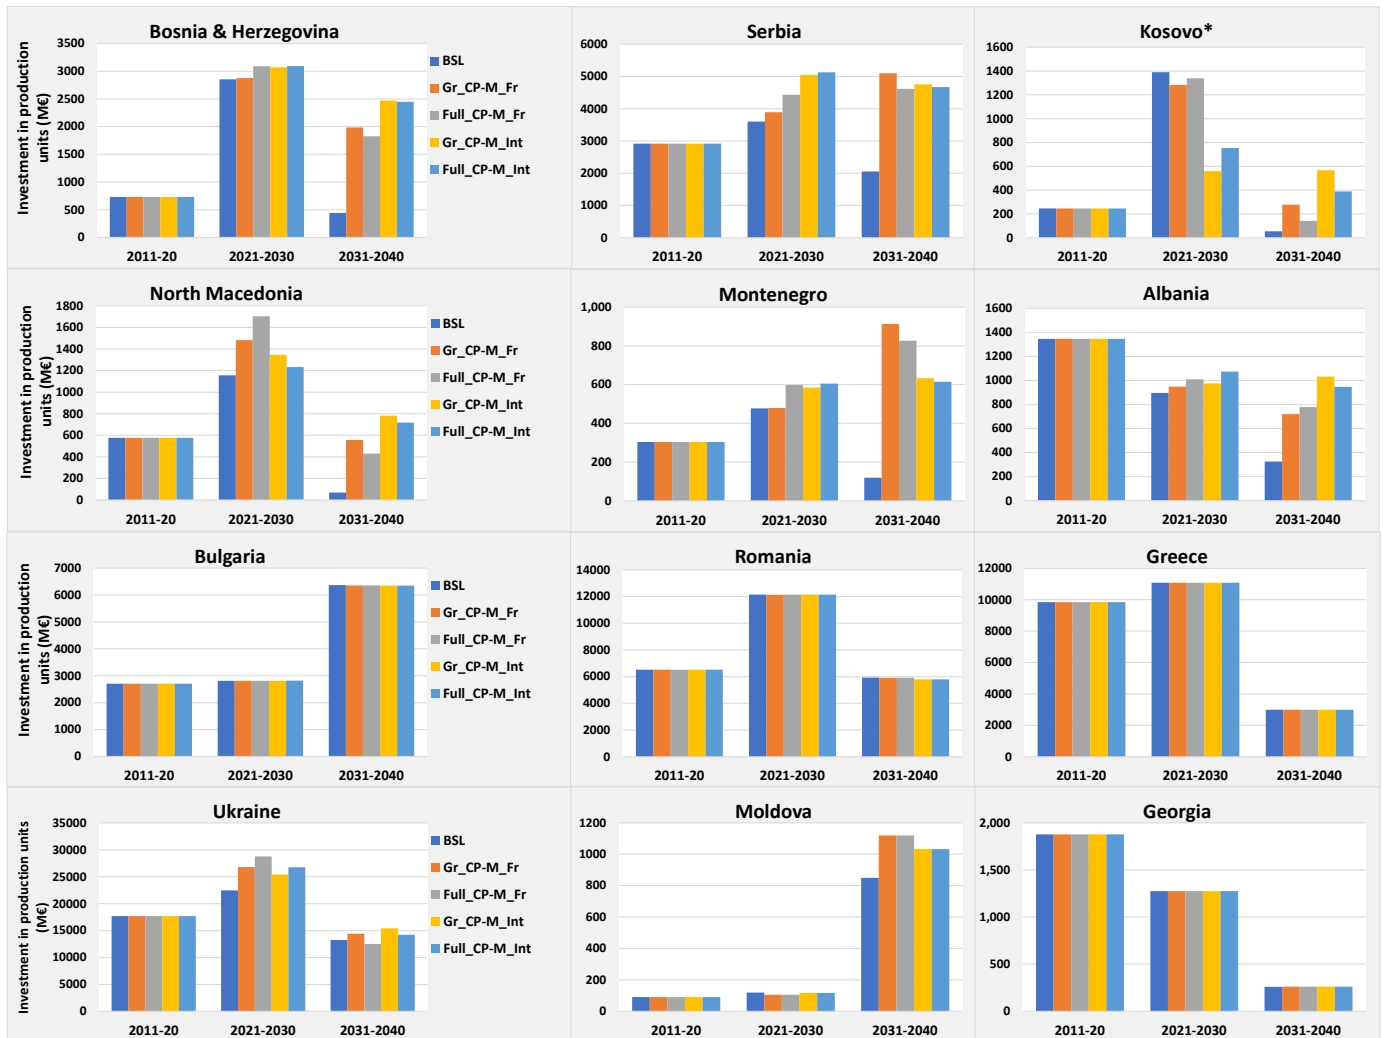 Bosnia & Herzegovina
Investment in production
units (M€)
3500
3000
2500
2000
1500
1000
500
0
2011-20 2021-2030 2031-2040
BSL
Gr_CP-M_Fr
Full_CP-M_Fr
Gr_CP-M_Int
Full_CP-M_Int
Serbia
6000
5000
4000
3000
2000
1000
0
2011-20 2021-2030 2031-2040
Kosovo*
1600
1400
1200
1000
800
600
400
200
0
2011-20 2021-2030 2031-2040
North Macedonia
Investment in production
units (M€)
1800
1600
1400
1200
1000
800
600
400
200
0
2011-20 2021-2030 2031-2040
BSL
Gr_CP-M_Fr
Full_CP-M_Fr
Gr_CP-M_Int
Full_CP-M_Int
Montenegro
1,000
800
600
400
200
0
2011-20 2021-2030 2031-2040
Albania
1600
1400
1200
1000
800
600
400
200
0
2011-20 2021-2030 2031-2040
Bulgaria
Investment in production
units (M€)
7000
6000
5000
4000
3000
2000
1000
0
2011-20 2021-2030 2031-2040
BSL
Gr_CP-M_Fr
Full_CP-M_Fr
Gr_CP-M_Int
Full_CP-M_Int
Romania
14000
12000
10000
8000
6000
4000
2000
0
2011-20 2021-2030 2031-2040
Greece
12000
10000
8000
6000
4000
2000
0
2011-20 2021-2030 2031-2040
Ukraine
Investment in production units
(M€)
35000
30000
25000
20000
15000
10000
5000
0
2011-20 2021-2030 2031-2040
BSL
Gr_CP-M_Fr
Full_CP-M_Fr
Gr_CP-M_Int
Full_CP-M_Int
Moldova
1200
1000
800
600
400
200
0
2011-20 2021-2030 2031-2040
Georgia
2,000
1,500
1,000
500
0
2011-20 2021-2030 2031-2040